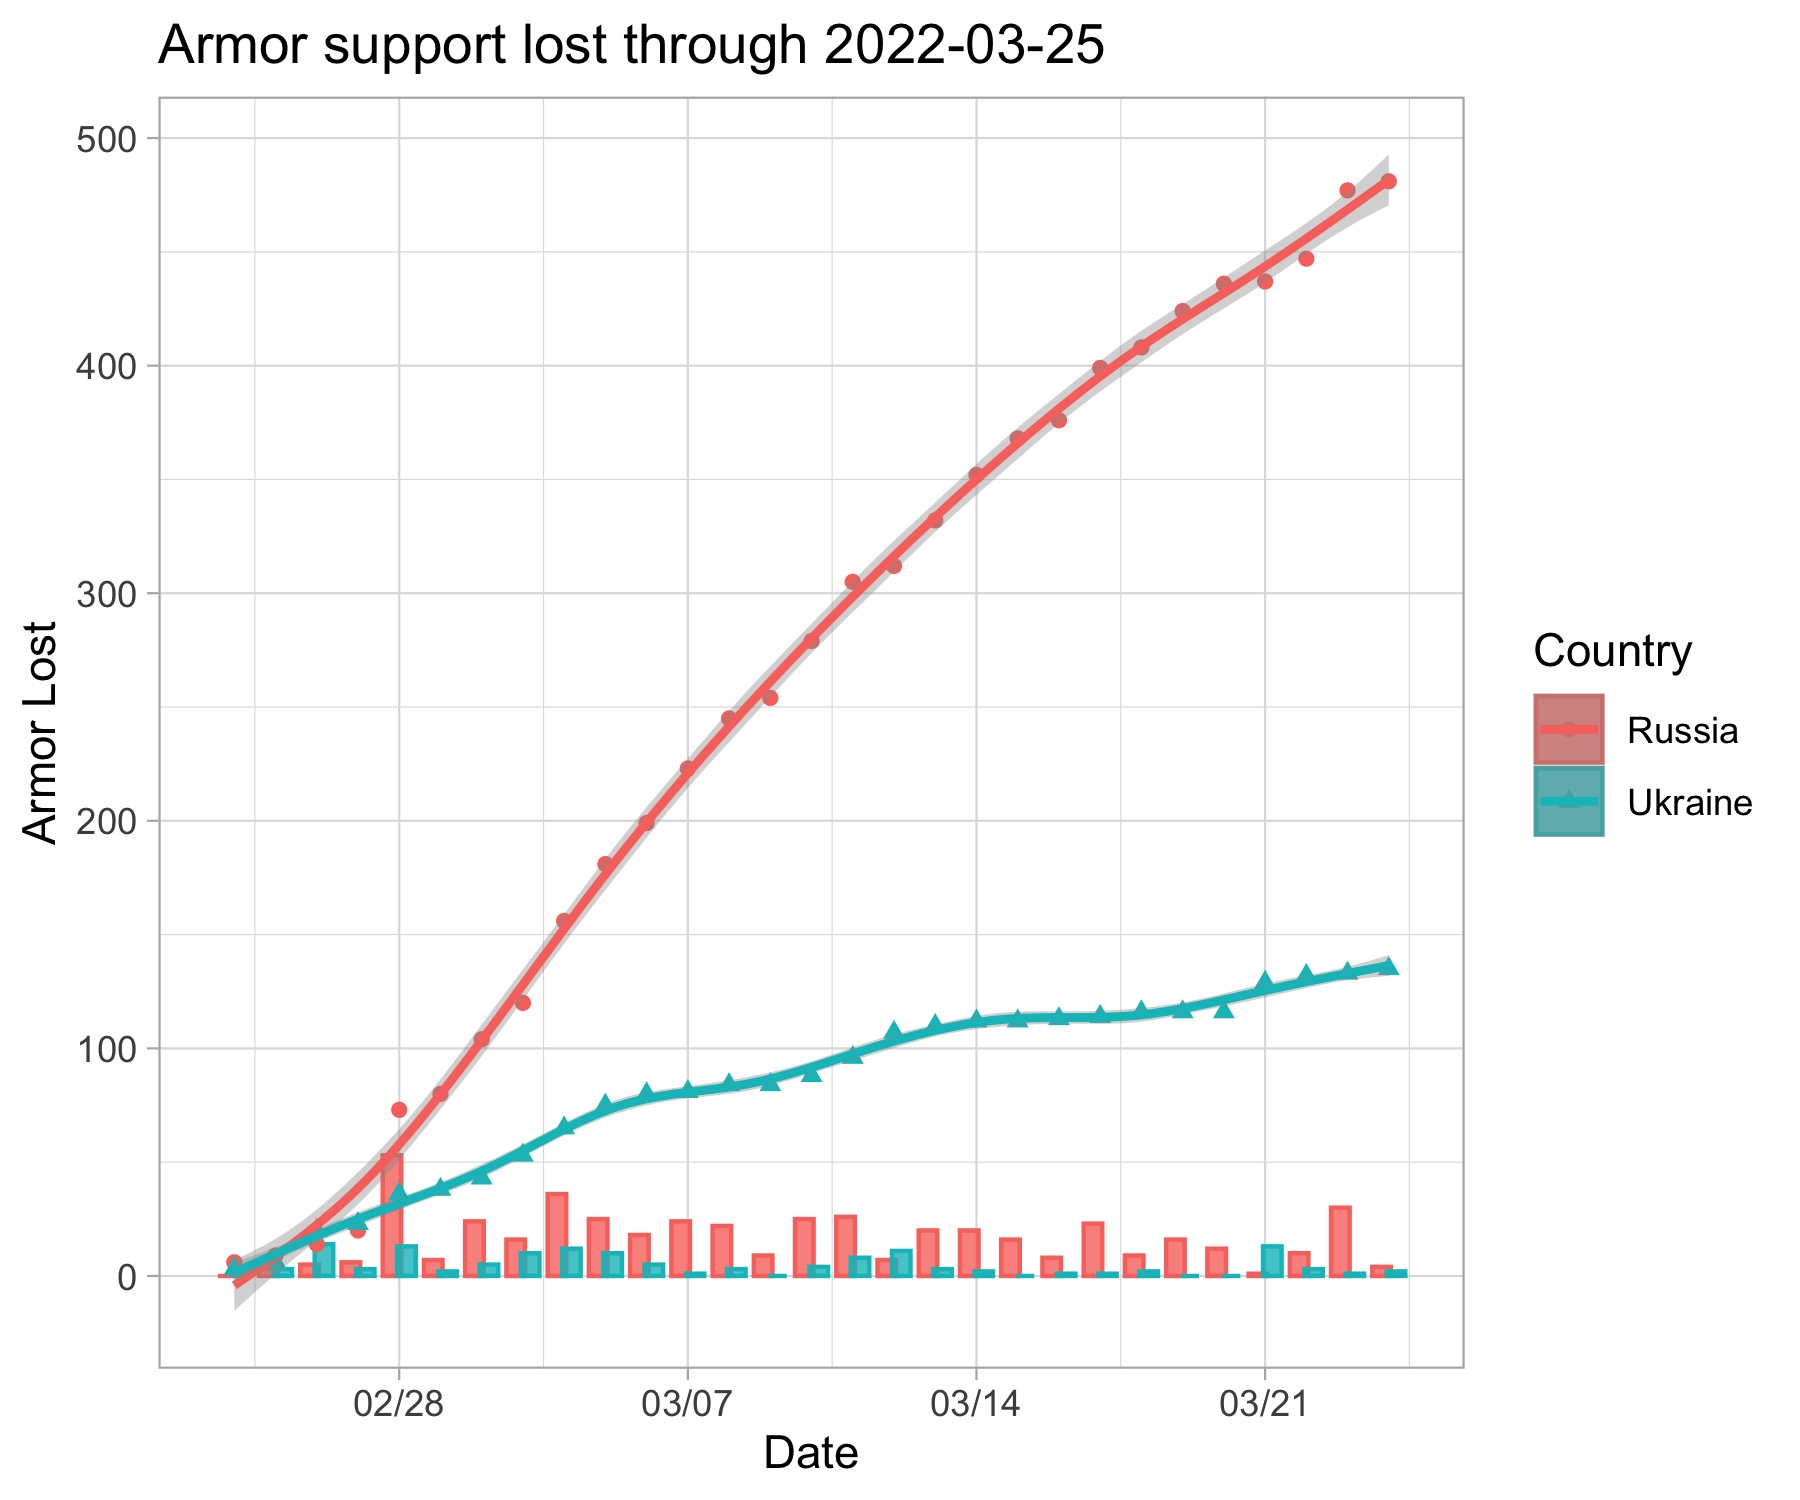 Armor support lost through 2022-03-25
500
400
300
200
100
0
Armor Lost
02/28
03/07
03/14
03/21
Date
Country
Russia
Ukraine